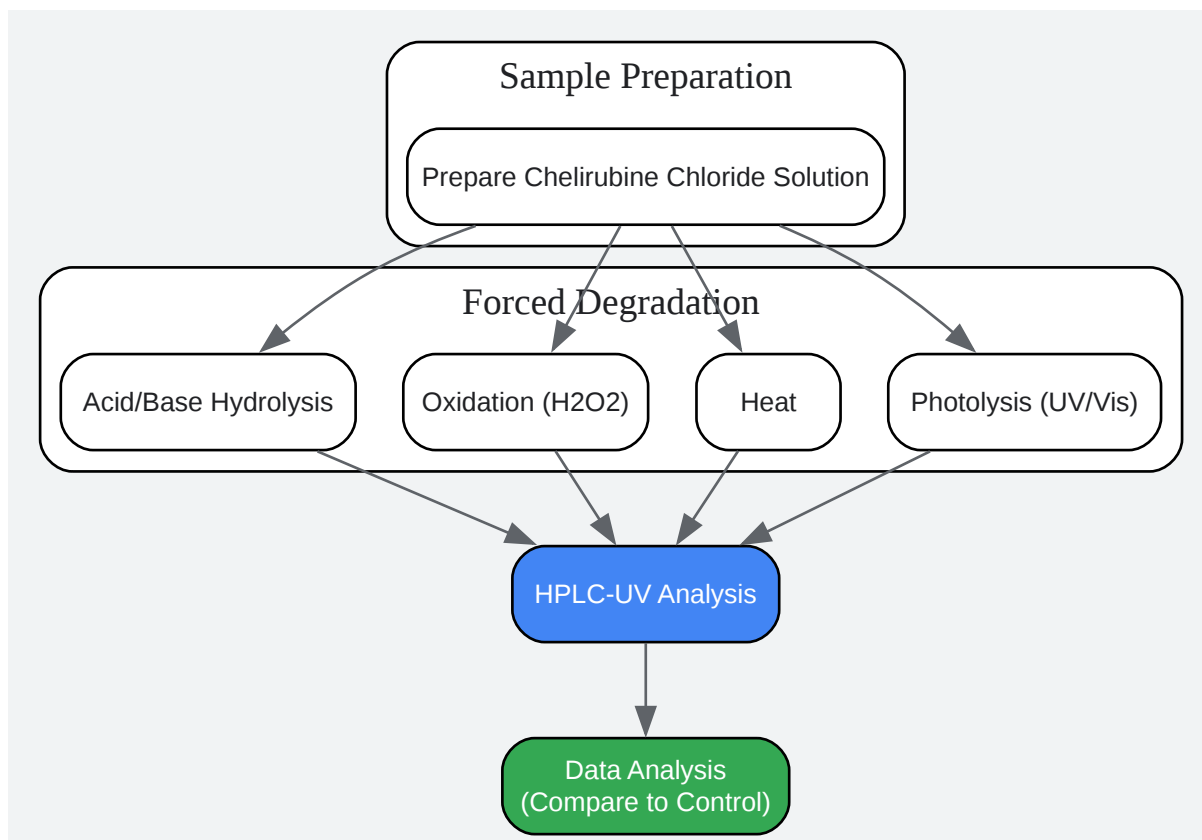 Sample Preparation
Prepare Chelirubine Chloride Solution
Forced Degradation
Acid/Base Hydrolysis
Oxidation (H2O2)
Heat
Photolysis (UV/Vis)
HPLC-UV Analysis
Data Analysis
(Compare to Control)